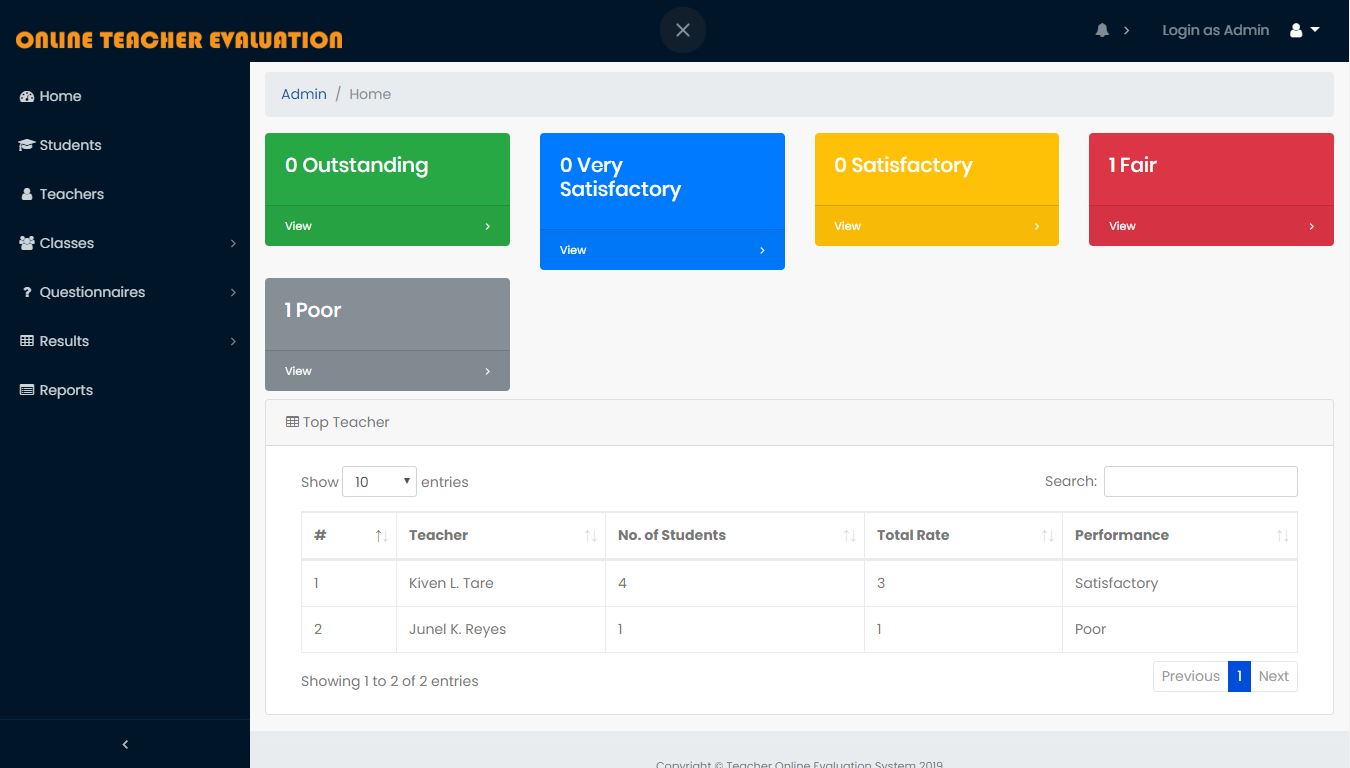 ONLINE TEACHER EVALUATION
Login as Admin
Home
Students
Teachers
Classes
? Questionnaires
Results
Reports
Admin / Home
0 Outstanding
View
0 Very
Satisfactory
View
0 Satisfactory
View
1 Fair
View
1 Poor
View
Top Teacher
Show 10 entries
Search:
# Teacher No. of Students Total Rate Performance
1 Kiven L. Tare 4 3 Satisfactory
2 Junel K. Reyes 1 1 Poor
Showing 1 to 2 of 2 entries
Previous 1 Next
Copyright © Teacher Online Evaluation System 2019